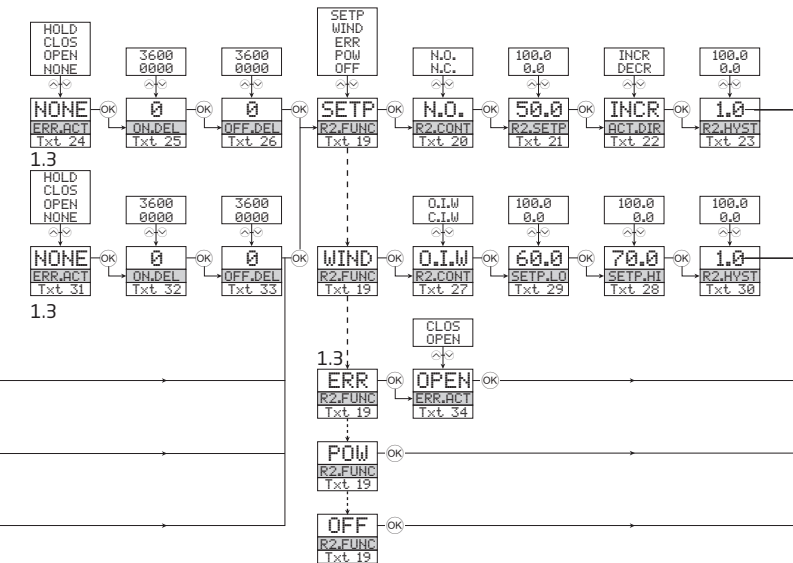 HOLD
CLOS
OPEN
NONE
NONE
ERR.ACT
Txt 24
1.3
OK
3600
0000
0
ON.DEL
Txt 25
OK
3600
0000
0
OFF.DEL
Txt 26
OK
SETP
WIND
ERR
POW
OFF
SETP
R2.FUNC
Txt 19
OK
N.O.
N.C.
N.O.
R2.CONT
Txt 20
OK
100.0
0.0
50.0
R2.SETP
Txt 21
OK
INCR
DECR
INCR
ACT.DIR
Txt 22
OK
100.0
0.0
1.0
R2.HYST
Txt 23
HOLD
CLOS
OPEN
NONE
NONE
ERR.ACT
Txt 31
1.3
OK
3600
0000
0
ON.DEL
Txt 32
OK
3600
0000
0
OFF.DEL
Txt 33
OK
WIND
R2.FUNC
Txt 19
OK
O.I.W
C.I.W
O.I.W
R2.CONT
Txt 27
OK
100.0
0.0
60.0
SETP.LO
Txt 29
OK
100.0
0.0
70.0
SETP.HI
Txt 28
OK
100.0
0.0
1.0
R2.HYST
Txt 30
1.3
ERR
R2.FUNC
Txt 19
OK
CLOS
OPEN
OPEN
ERR.ACT
Txt 34
OK
POW
R2.FUNC
Txt 19
OK
OFF
R2.FUNC
Txt 19
OK